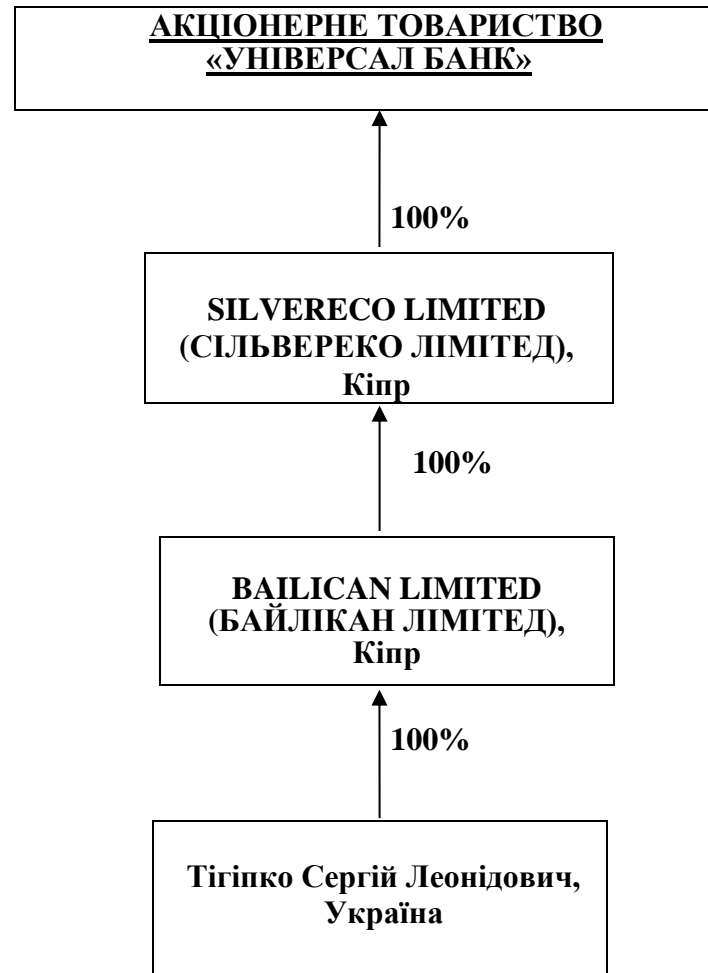 АКЦІОНЕРНЕ ТОВАРИСТВО
«УНІВЕРСАЛ БАНК»
100%
SILVERECO LIMITED
(СІЛЬВЕРЕКО ЛІМІТЕД),
Кіпр
100%
BAILICAN LIMITED
(БАЙЛІКАН ЛІМІТЕД),
Кіпр
100%
Тігіпко Сергій Леонідович,
Україна